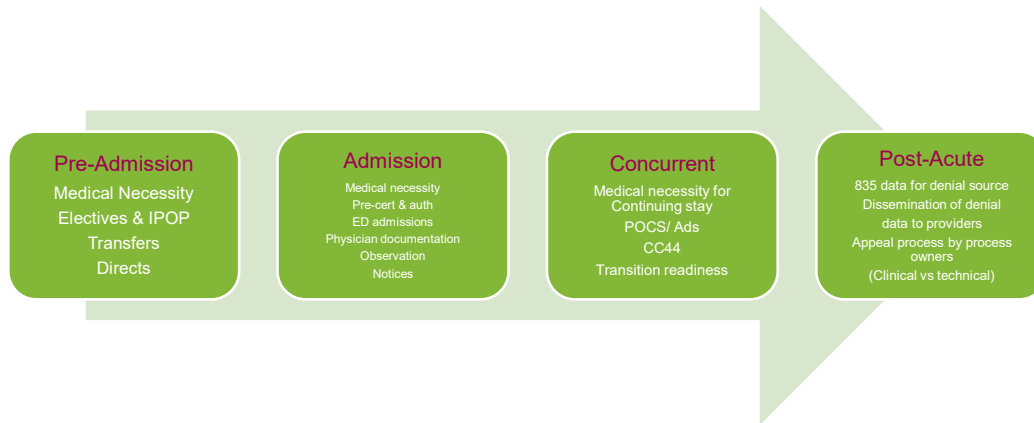 Pre-Admission
Medical Necessity
Electives & IPOP
Transfers
Directs
Admission
Medical necessity
Pre-cert & auth
ED admissions
Physician documentation
Observation
Notices
Concurrent
Medical necessity for
Continuing stay
POCS/ Ads
CC44
Transition readiness
Post-Acute
835 data for denial source
Dissemination of denial
data to providers
Appeal process by process
owners
(Clinical vs technical)